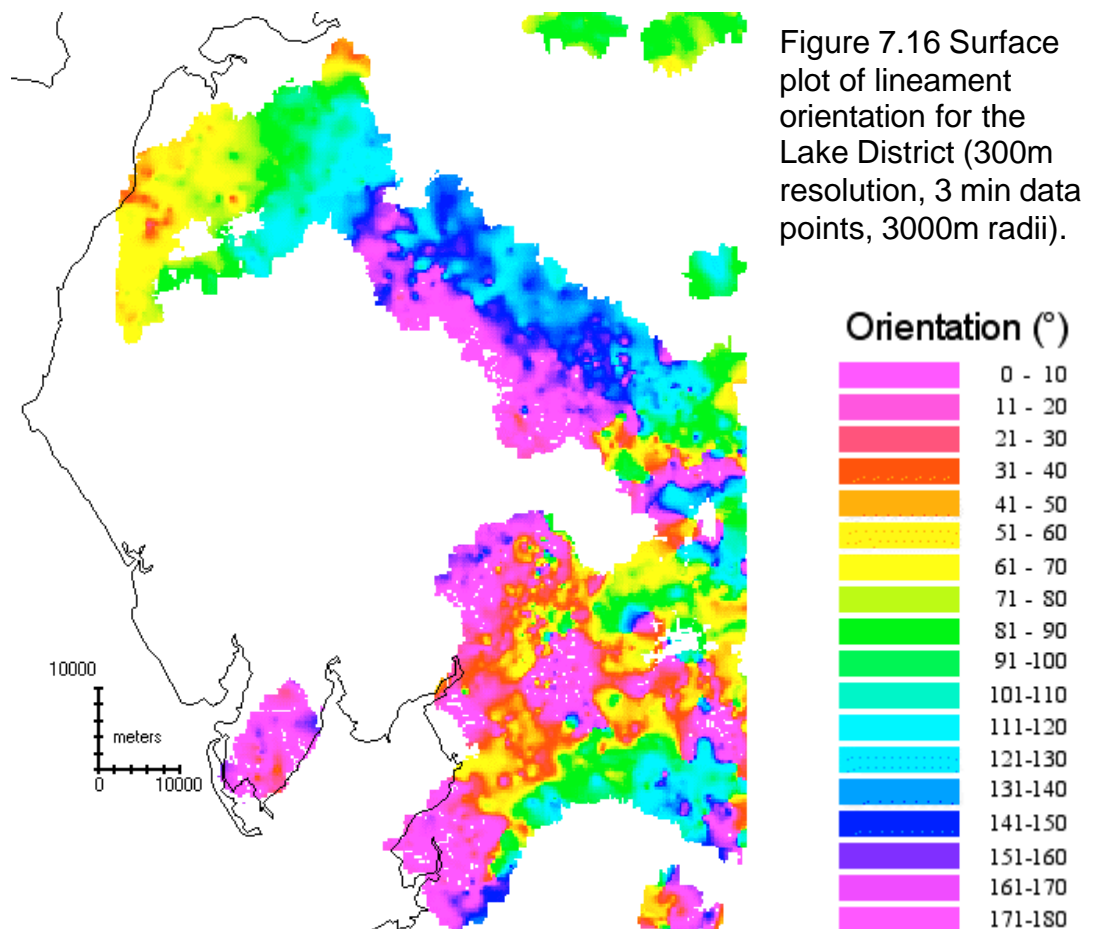 Figure 7.16 Surface
plot of lineament
orientation for the
Lake District (300m
resolution, 3 min data
points, 3000m radii).
Orientation (°)
0 - 10
11 - 20
21 - 30
31 - 40
41 - 50
51 - 60
61 - 70
71 - 80
81 - 90
91 -100
101-110
111-120
121-130
131-140
141-150
151-160
161-170
171-180
10000
meters
0 10000